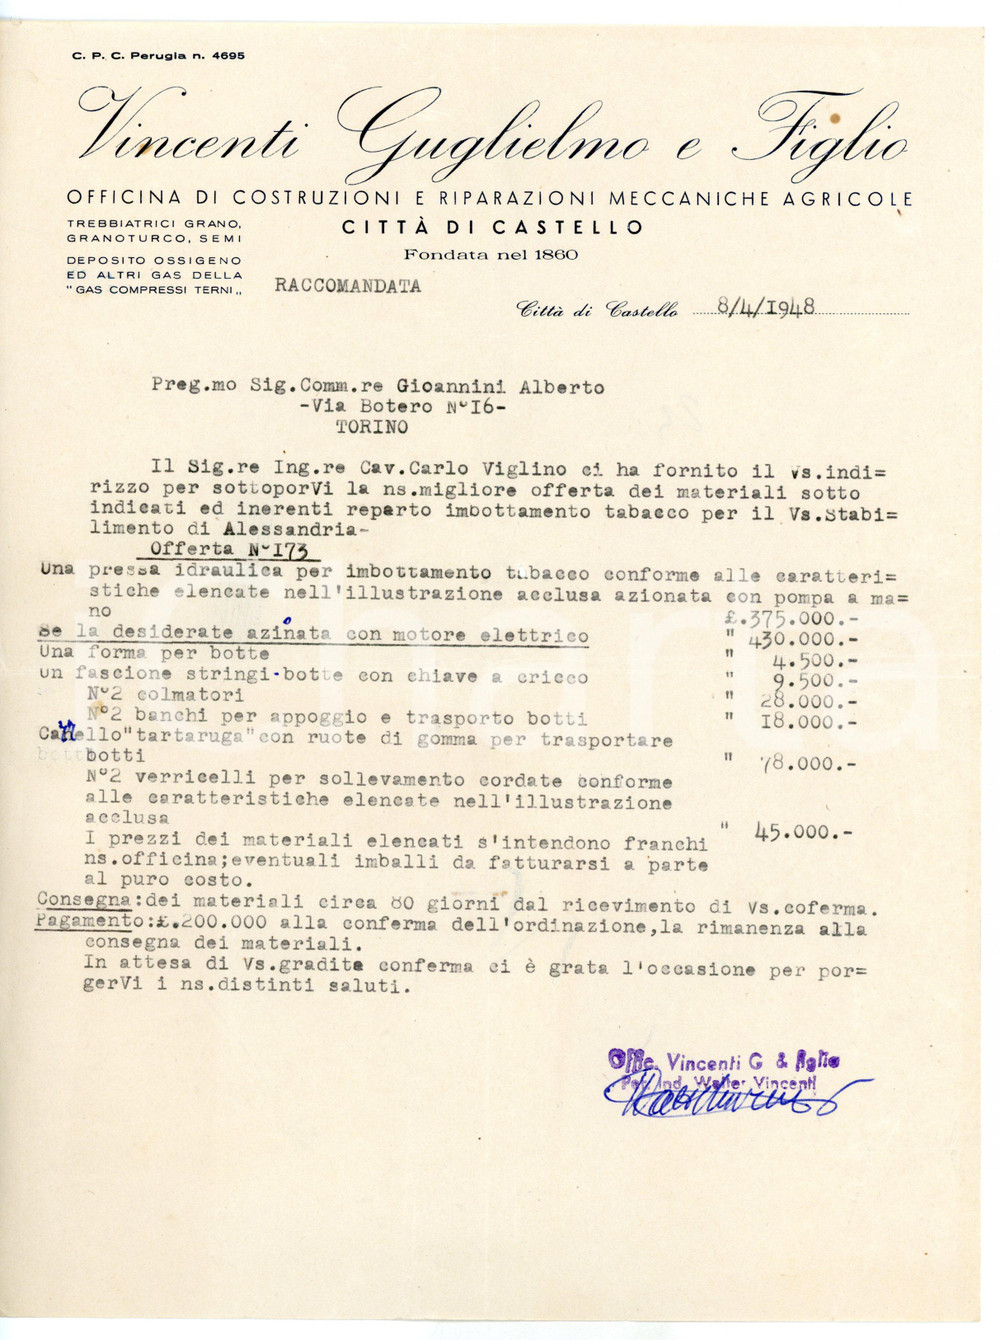 C. P. C. Perugia n. 4695
Vincenti Guglielmo e Figlio
OFFICINA DI COSTRUZIONI E RIPARAZIONI MECCANICHE AGRICOLE
TREBBIATRICI GRANO,
GRANOTURCO, SEMI
CITTÀ DI CASTELLO
Fondata nel 1860
DEPOSITO OSSIGENO
ED ALTRI GAS DELLA
"GAS COMPRESSI TERNI„
RACCOMANDATA
Città di Castello 8/4/I948
Preg.mo Sig.Comm.re Gioannini Alberto
-Via Botero N°I6-
TORINO
Il Sig.re Ing.re Cav.Carlo Viglino ci ha fornito il vs.indi=
rizzo per sottoporVi la ns.migliore offerta dei materiali sotto
indicati ed inerenti reparto imbottamento tabacco per il Vs.Stabi=
limento di Alessandria-
Offerta N°I73
Una pressa idraulica per imbottamento tabacco conforme alle caratteri=
stiche elencate nell'illustrazione acclusa azionata con pompa a ma=
no £.375.000.-
Se la desiderate azinata con motore elettrico " 430.000.-
Una forma per botte " 4.500.-
un fascione stringi-botte con chiave a cricco " 9.500.-
N°2 colmatori " 28.000.-
N°2 banchi per appoggio e trasporto botti " I8.000.-
Carrello"tartaruga"con ruote di gomma per trasportare
botti " 78.000.-
N°2 verricelli per sollevamento cordate conforme
alle caratteristiche elencate nell'illustrazione
acclusa " 45.000.-
I prezzi dei materiali elencati s'intendono franchi
ns.officina;eventuali imballi da fatturarsi a parte
al puro costo.
Consegna:dei materiali circa 80 giorni dal ricevimento di Vs.coferma.
Pagamento:£.200.000 alla conferma dell'ordinazione,la rimanenza alla
consegna dei materiali.
In attesa di Vs.gradita conferma ci è grata l'occasione per por=
gerVi i ns.distinti saluti.
Offic. Vincenti G & figlio
Per. Ind. Walter Vincenti